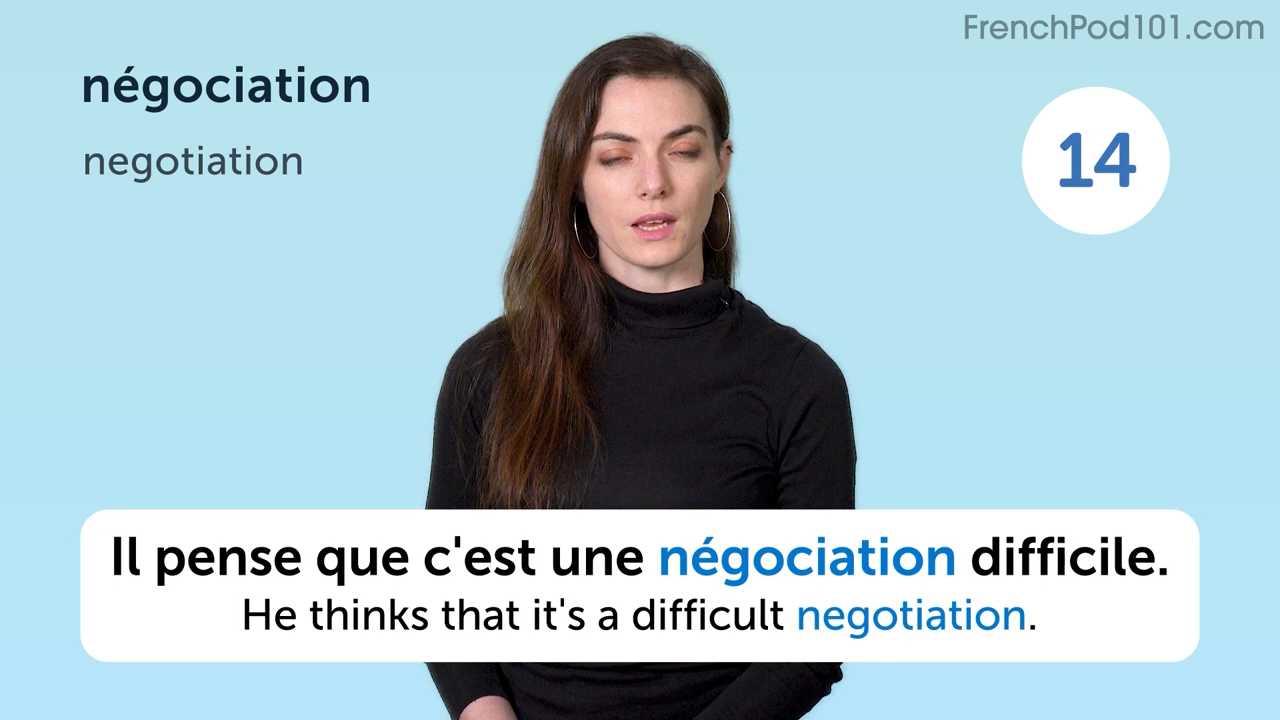 FrenchPod101.com
négociation
negotiation
14
Il pense que c'est une négociation difficile.
He thinks that it's a difficult negotiation.